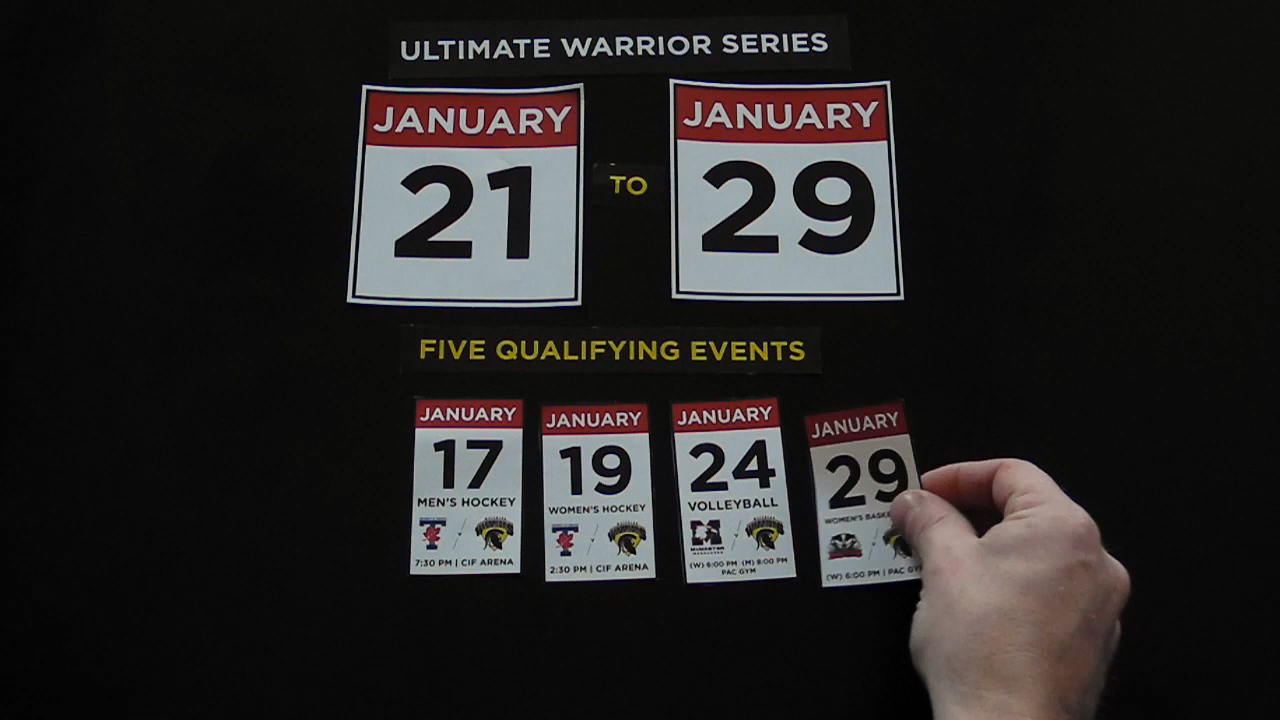 ULTIMATE WARRIOR SERIES
JANUARY
21
TO
JANUARY
29
FIVE QUALIFYING EVENTS
JANUARY
17
MEN'S HOCKEY
7:30 PM | CIF ARENA
JANUARY
19
WOMEN'S HOCKEY
2:30 PM | CIF ARENA
JANUARY
24
VOLLEYBALL
McMASTER
(W) 6:00 PM (M) 8:00 PM
PAC GYM
JANUARY
29
WOMEN'S
(W) 6:00 PM | PAC